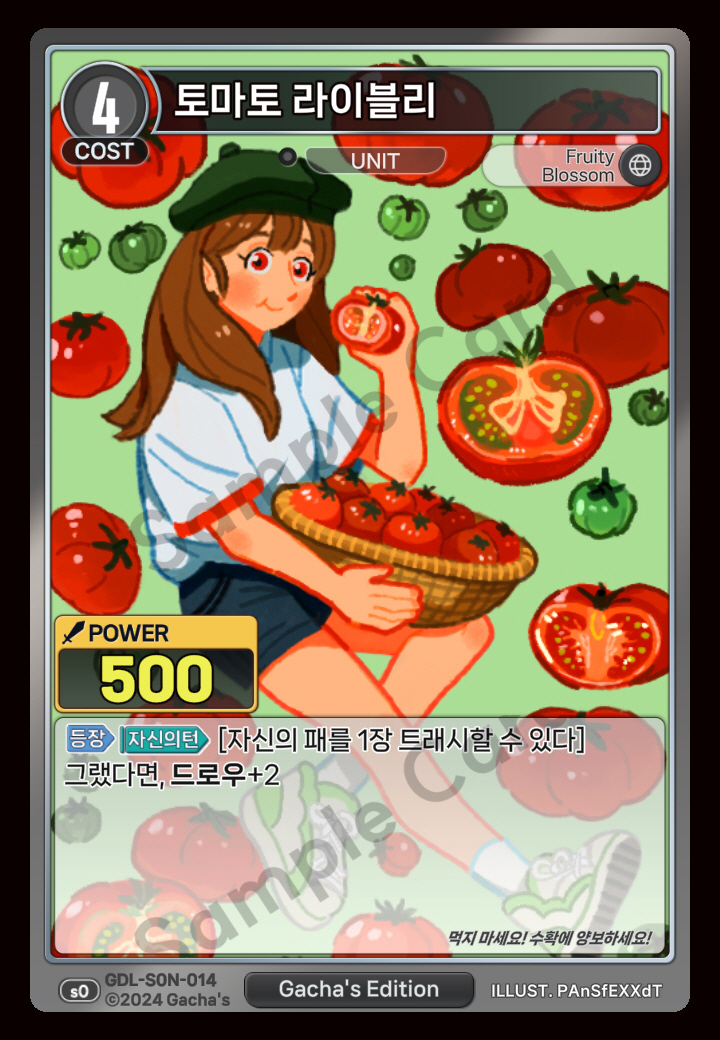 4
COST
토마토 라이블리
UNIT
Fruity
Blossom
Sample Card
POWER
500
등장 자신의턴 [자신의 패를 1장 트래시할 수 있다]
그랬다면, 드로우+2
Sample Card
먹지 마세요! 수확에 양보하세요!
s0
GDL-S0N-014
©2024 Gacha's
Gacha's Edition
ILLUST. PAnSfEXXdT